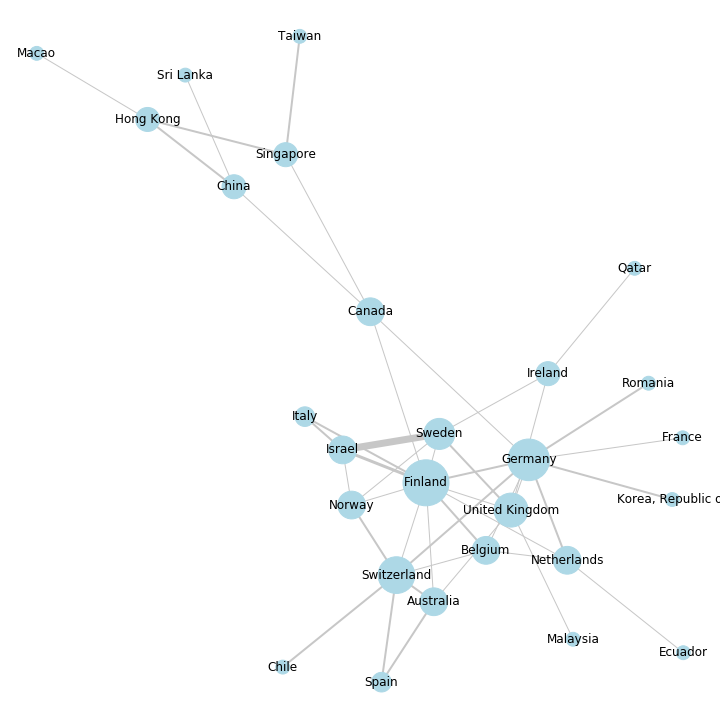 Taiwan
Macao
Sri Lanka
Hong Kong
Singapore
China
Qatar
Canada
Ireland
Romania
Italy
Sweden
France
Israel
Germany
Finland
Korea, Republic o
Norway
United Kingdom
Belgium
Netherlands
Switzerland
Australia
Malaysia
Ecuador
Chile
Spain